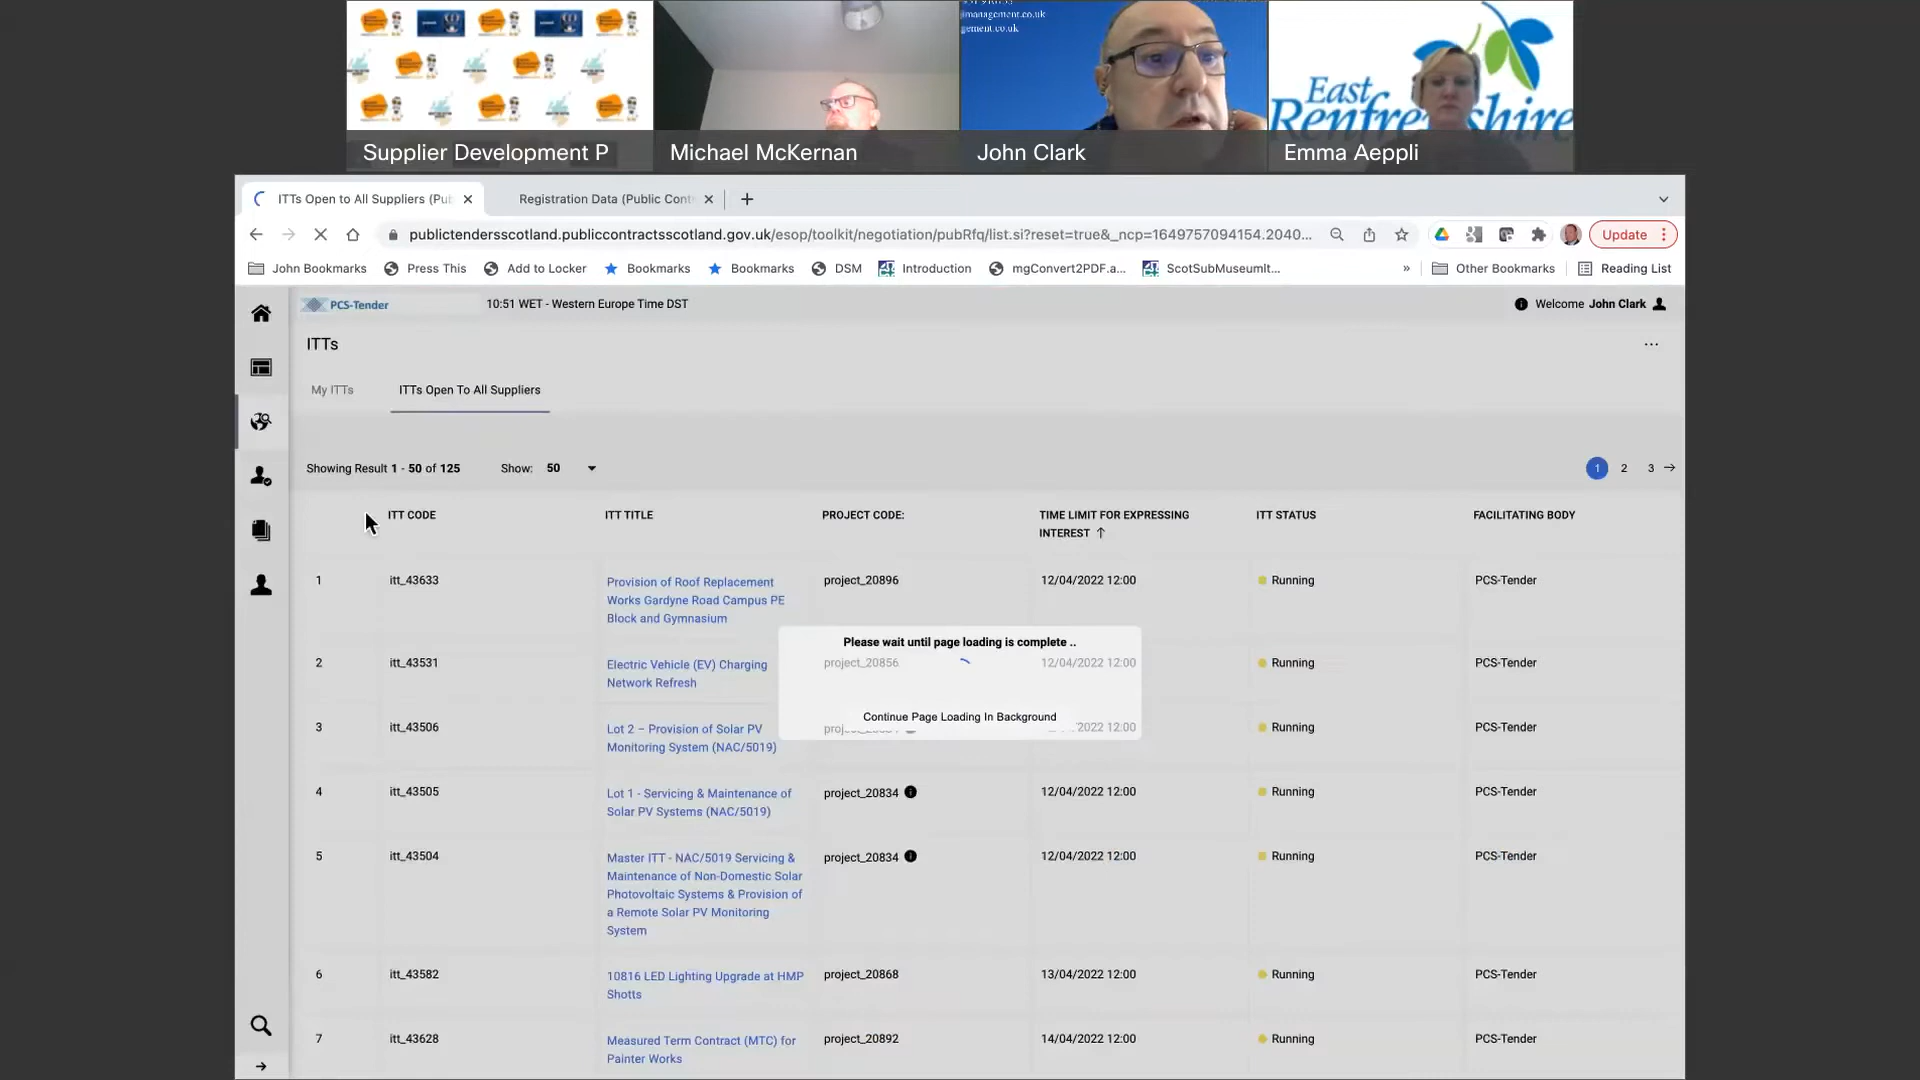 management.co.uk
gement.co.uk
East
Renfrewshire
Supplier Development P
Michael McKernan
John Clark
Emma Aeppli
ITTs Open to All Suppliers (Pub
Registration Data (Public Cont
publictendersscotland.publiccontractsscotland.gov.uk/esop/toolkit/negotiation/pubRfq/list.si?reset=true&_ncp=1649757094154.2040...
Update
John Bookmarks
Press This
Add to Locker
Bookmarks
Bookmarks
DSM
Introduction
mgConvert2PDF.a...
ScotSubMuseumIt...
»
Other Bookmarks
Reading List
PCS-Tender
10:51 WET - Western Europe Time DST
Welcome John Clark
ITTs
...
My ITTs
ITTs Open To All Suppliers
Showing Result 1 - 50 of 125
Show: 50
1 2 3
ITT CODE
ITT TITLE
PROJECT CODE:
TIME LIMIT FOR EXPRESSING
INTEREST
ITT STATUS
FACILITATING BODY
1
itt_43633
Provision of Roof Replacement
Works Gardyne Road Campus PE
Block and Gymnasium
project_20896
12/04/2022 12:00
Running
PCS-Tender
Please wait until page loading is complete ..
Continue Page Loading In Background
2
itt_43531
Electric Vehicle (EV) Charging
Network Refresh
project_20856
12/04/2022 12:00
Running
PCS-Tender
3
itt_43506
Lot 2 – Provision of Solar PV
Monitoring System (NAC/5019)
2022 12:00
Running
PCS-Tender
4
itt_43505
Lot 1 - Servicing & Maintenance of
Solar PV Systems (NAC/5019)
project_20834
12/04/2022 12:00
Running
PCS-Tender
5
itt_43504
Master ITT - NAC/5019 Servicing &
Maintenance of Non-Domestic Solar
Photovoltaic Systems & Provision of
a Remote Solar PV Monitoring
System
project_20834
12/04/2022 12:00
Running
PCS-Tender
6
itt_43582
10816 LED Lighting Upgrade at HMP
Shotts
project_20868
13/04/2022 12:00
Running
PCS-Tender
7
itt_43628
Measured Term Contract (MTC) for
Painter Works
project_20892
14/04/2022 12:00
Running
PCS-Tender